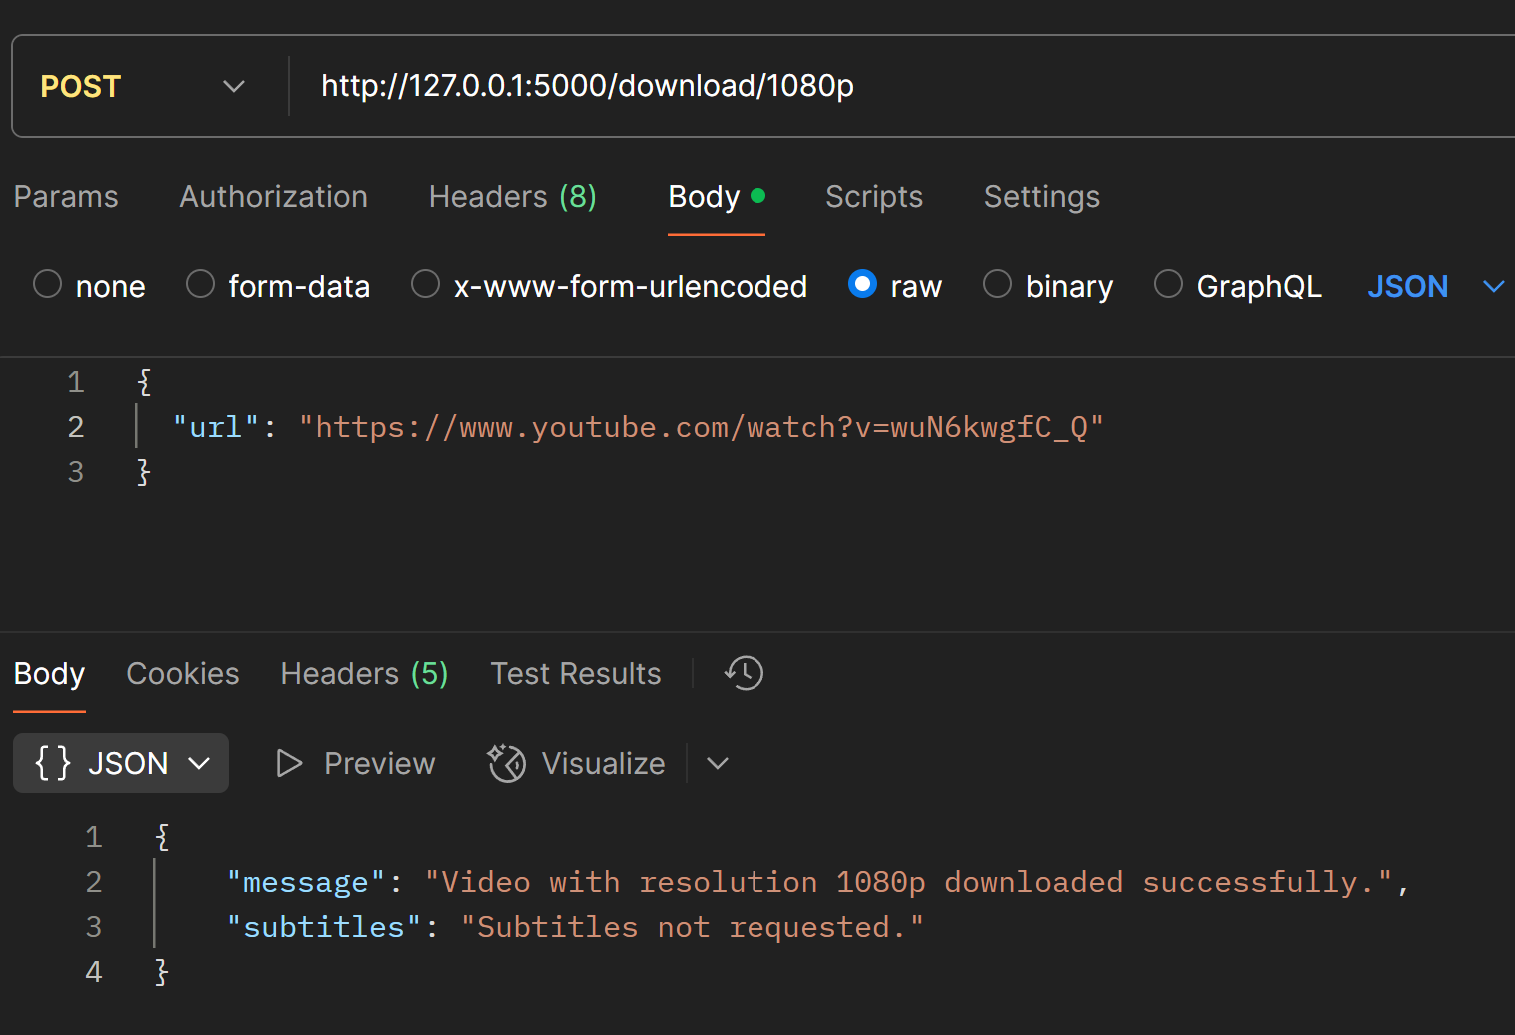 POST http://127.0.0.1:5000/download/1080p
Params Authorization Headers (8) Body Scripts Settings
none form-data x-www-form-urlencoded raw binary GraphQL JSON
1 {
2 "url": "https://www.youtube.com/watch?v=wuN6kwgfC_Q"
3 }
Body Cookies Headers (5) Test Results
{} JSON Preview Visualize
1 {
2 "message": "Video with resolution 1080p downloaded successfully.",
3 "subtitles": "Subtitles not requested."
4 }